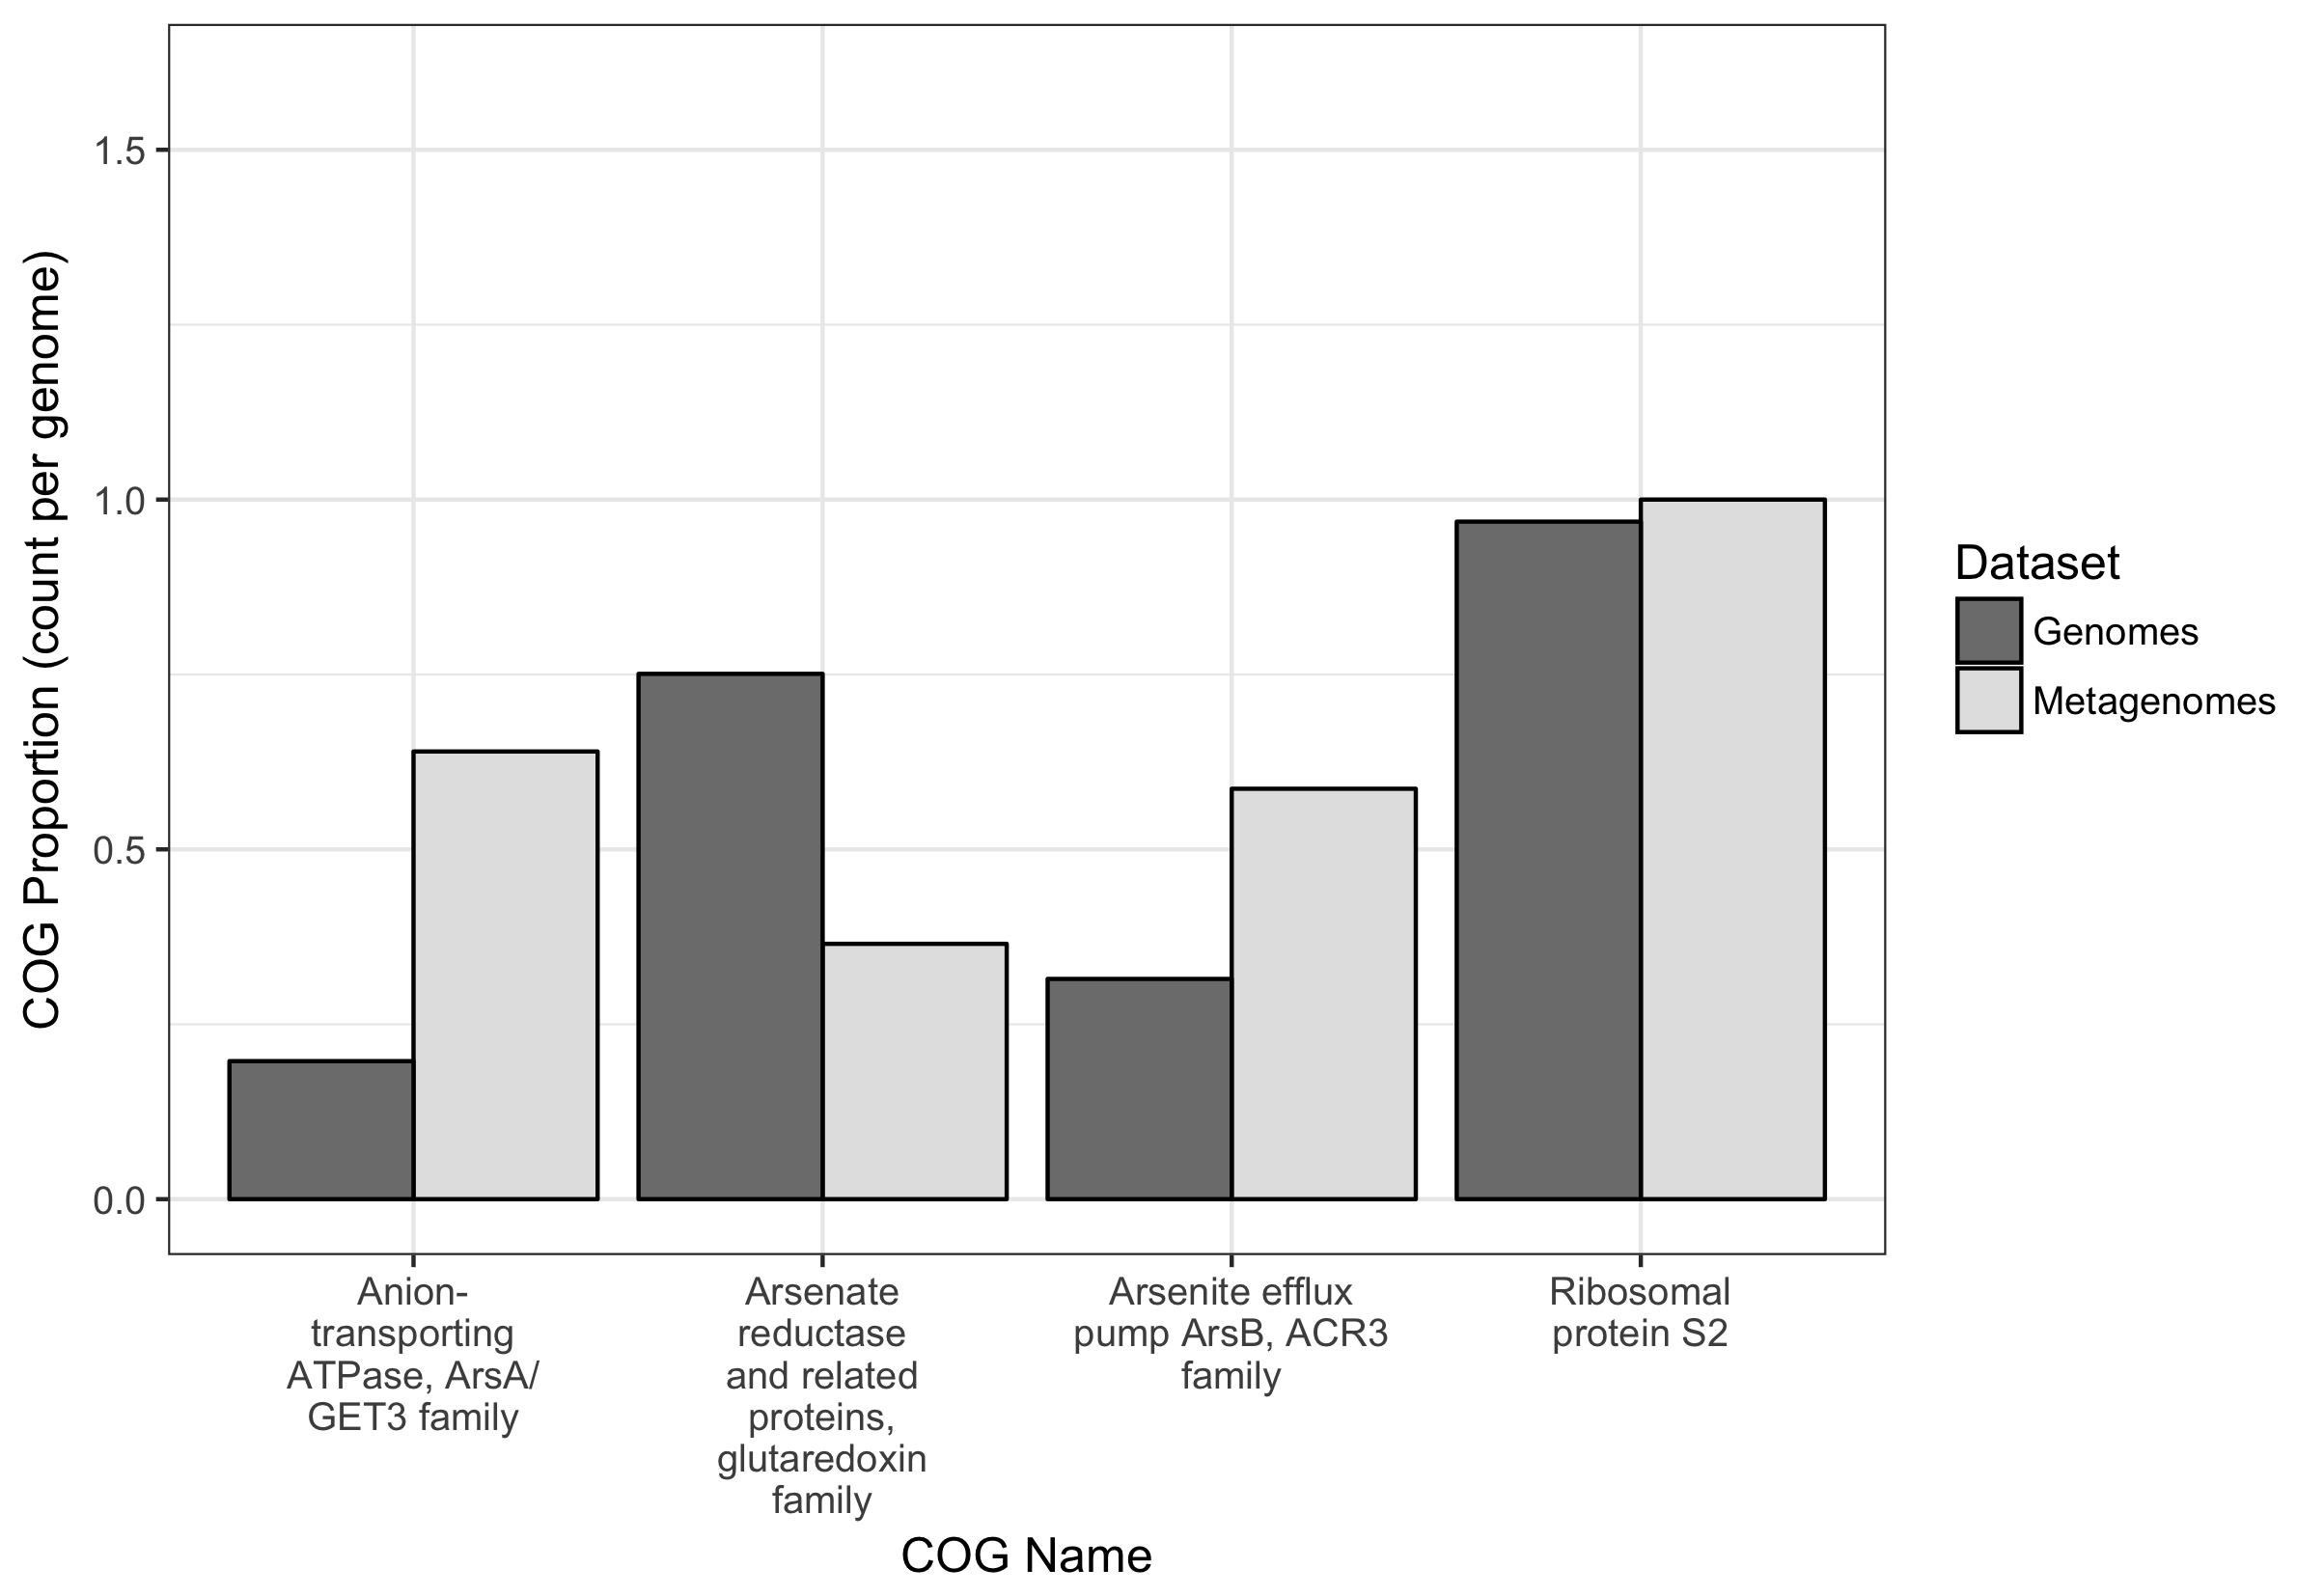 COG Proportion (count per genome)
1.5
1.0
0.5
0.0
Anion-
transporting
ATPase, ArsA/
GET3 family
Arsenate
reductase
and related
proteins,
glutaredoxin
family
Arsenite efflux
pump ArsB, ACR3
family
Ribosomal
protein S2
COG Name
Dataset
Genomes
Metagenomes